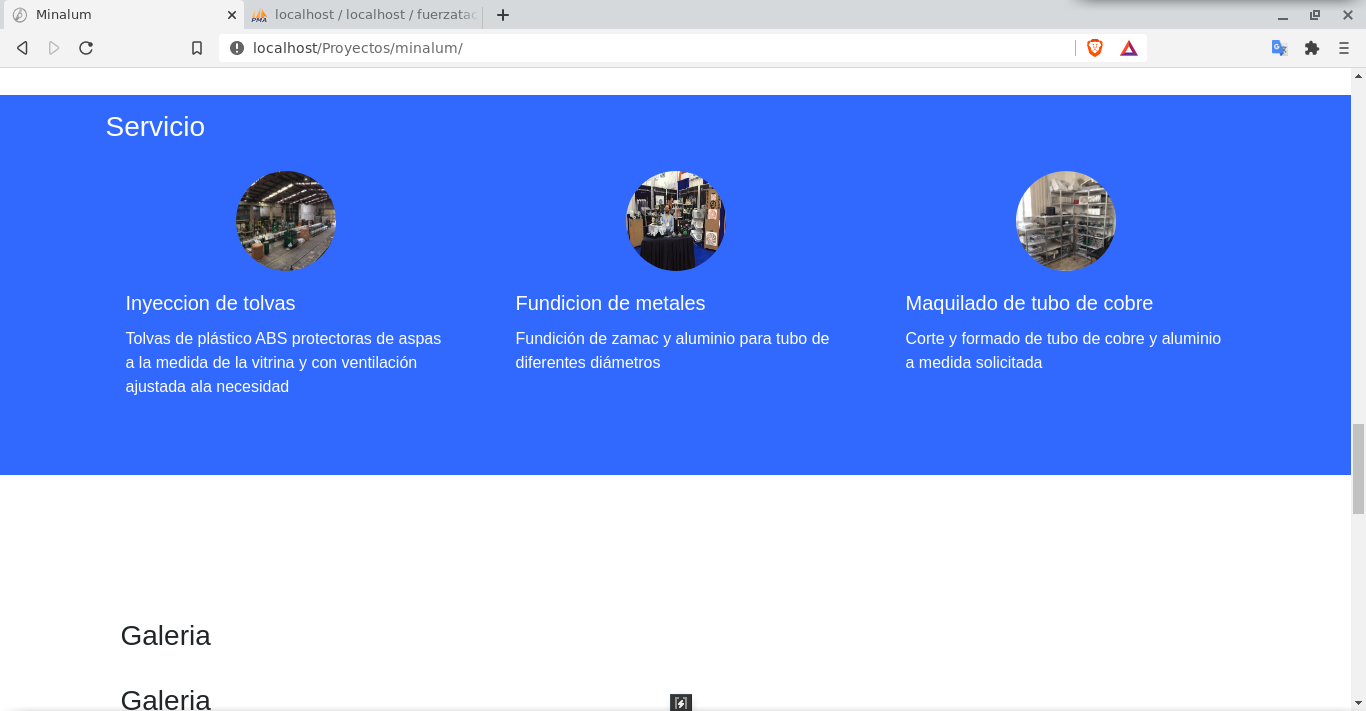 Minalum
localhost / localhost / fuerzatac
localhost/Proyectos/minalum/
Servicio
Inyeccion de tolvas
Tolvas de plástico ABS protectoras de aspas
a la medida de la vitrina y con ventilación
ajustada ala necesidad
Fundicion de metales
Fundición de zamac y aluminio para tubo de
diferentes diámetros
Maquilado de tubo de cobre
Corte y formado de tubo de cobre y aluminio
a medida solicitada
Galeria
Galeria